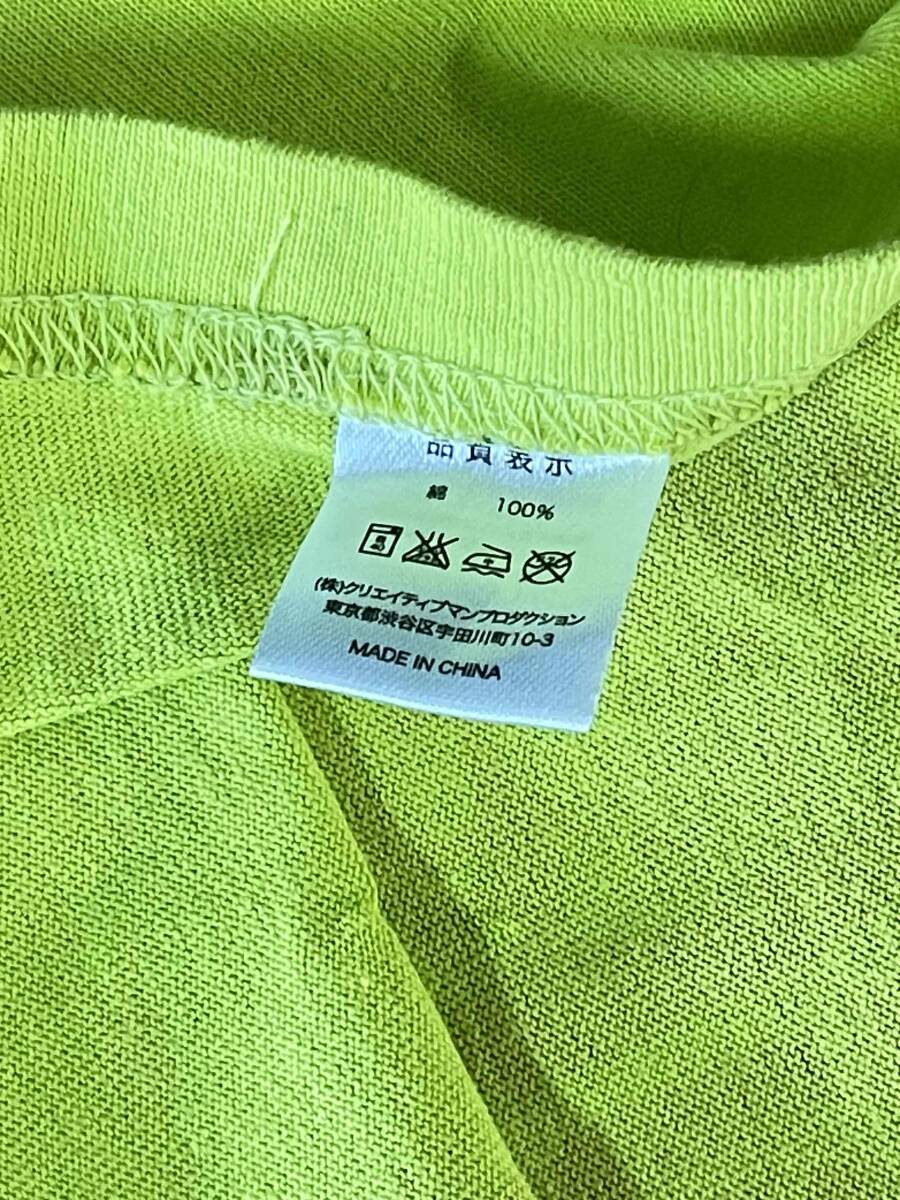 品質表示
綿 100%
(株)クリエイティブマンプロダクション
東京都渋谷区宇田川町10-3
MADE IN CHINA